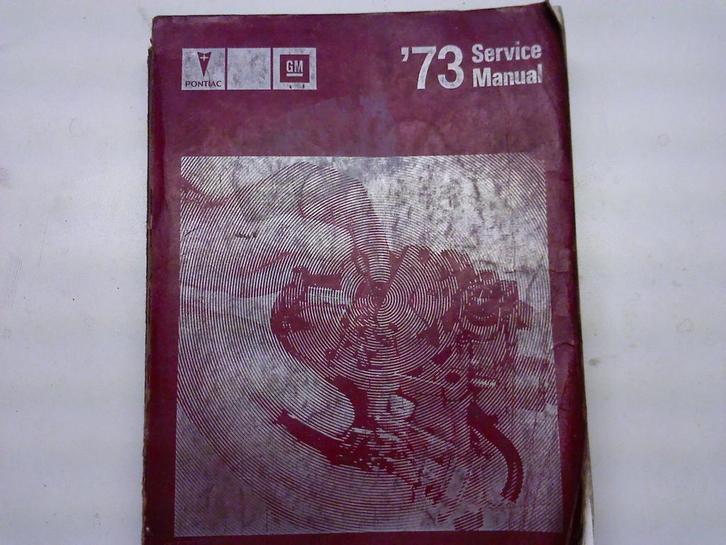 PONTIAC
GM
'73 Service
Manual